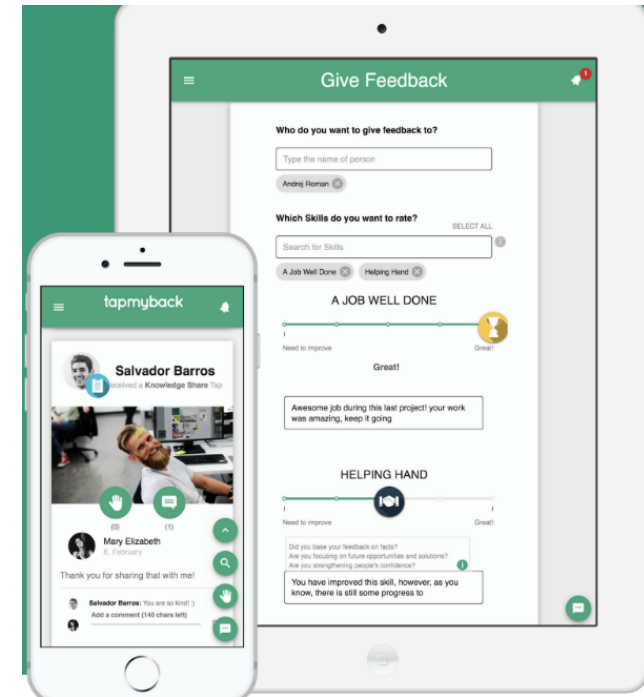 Give Feedback
1
Who do you want to give feedback to?
Type the name of person
Andrej Roman
Which Skills do you want to rate?
SELECT ALL
Search for Skills
A Job Well Done
Helping Hand
A JOB WELL DONE
Need to improve
Great!
Great!
Awesome job during this last project! your work
was amazing, keep it going
HELPING HAND
Need to improve
Great!
Did you base your feedback on facts?
Are you focusing on future opportunities and solutions?
Are you strengthening people's confidence?
You have improved this skill, however, as you
know, there is still some progress to
tapmyback
Salvador Barros
received a Knowledge Share Tap
(0)
(1)
Mary Elizabeth
6, February
Thank you for sharing that with me!
Salvador Barros: You are so kind! :)
Add a comment (140 chars left)